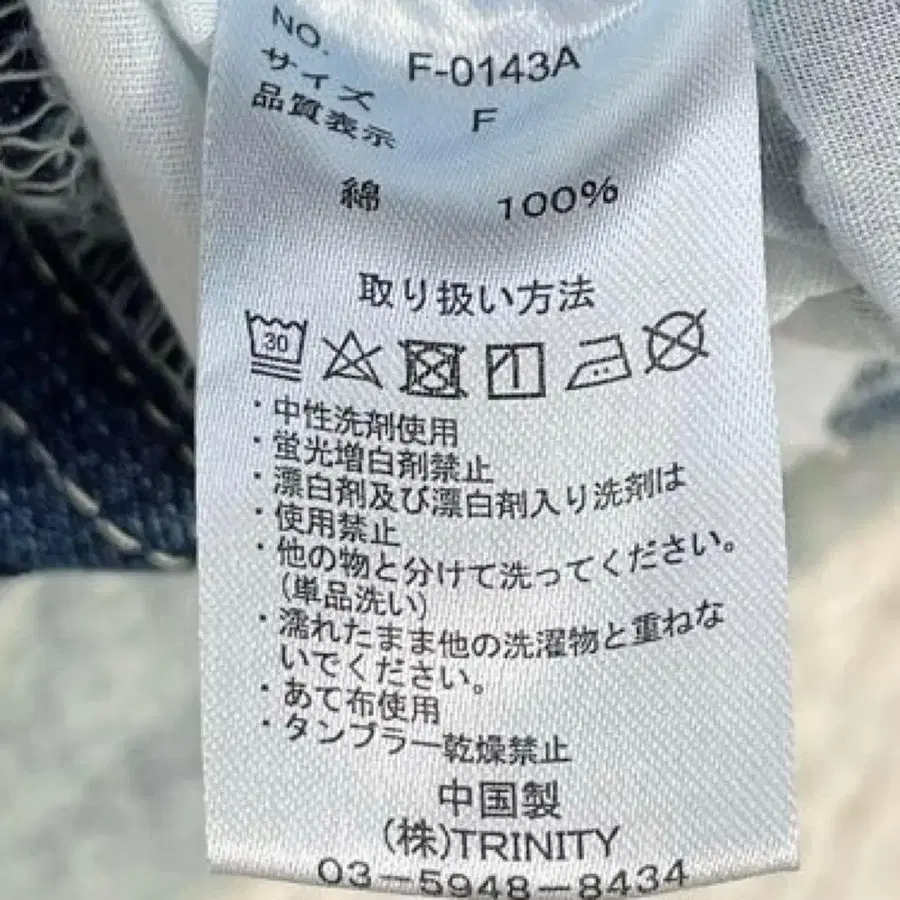 NO. F-0143A
サイズ F
品質表示
綿 100%
取り扱い方法
30
・中性洗剤使用
・蛍光増白剤禁止
・漂白剤及び漂白剤入り洗剤は
・使用禁止
・他の物と分けて洗ってください。
(単品洗い)
・濡れたまま他の洗濯物と重ねな
いでください。
・あて布使用
・タンブラー乾燥禁止
中国製
(株)TRINITY
03-5948-8434